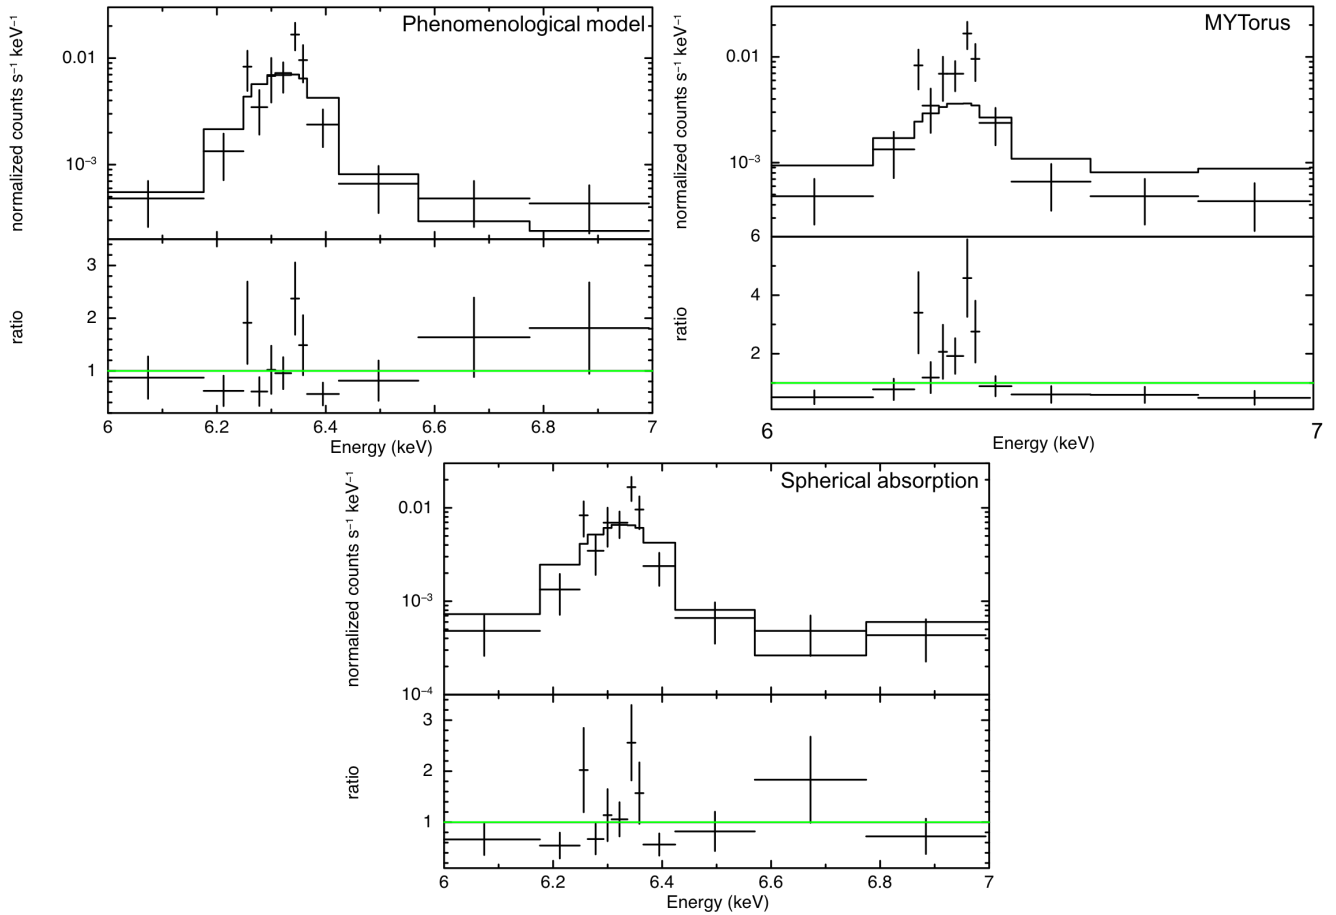 Phenomenological model
normalized counts s⁻¹ keV⁻¹
0.01
10⁻³
ratio
3
2
1
6 6.2 6.4 6.6 6.8 7
Energy (keV)
MYTorus
normalized counts s⁻¹ keV⁻¹
0.01
10⁻³
ratio
6
4
2
6 7
Energy (keV)
Spherical absorption
normalized counts s⁻¹ keV⁻¹
0.01
10⁻³
10⁻⁴
ratio
3
2
1
6 6.2 6.4 6.6 6.8 7
Energy (keV)